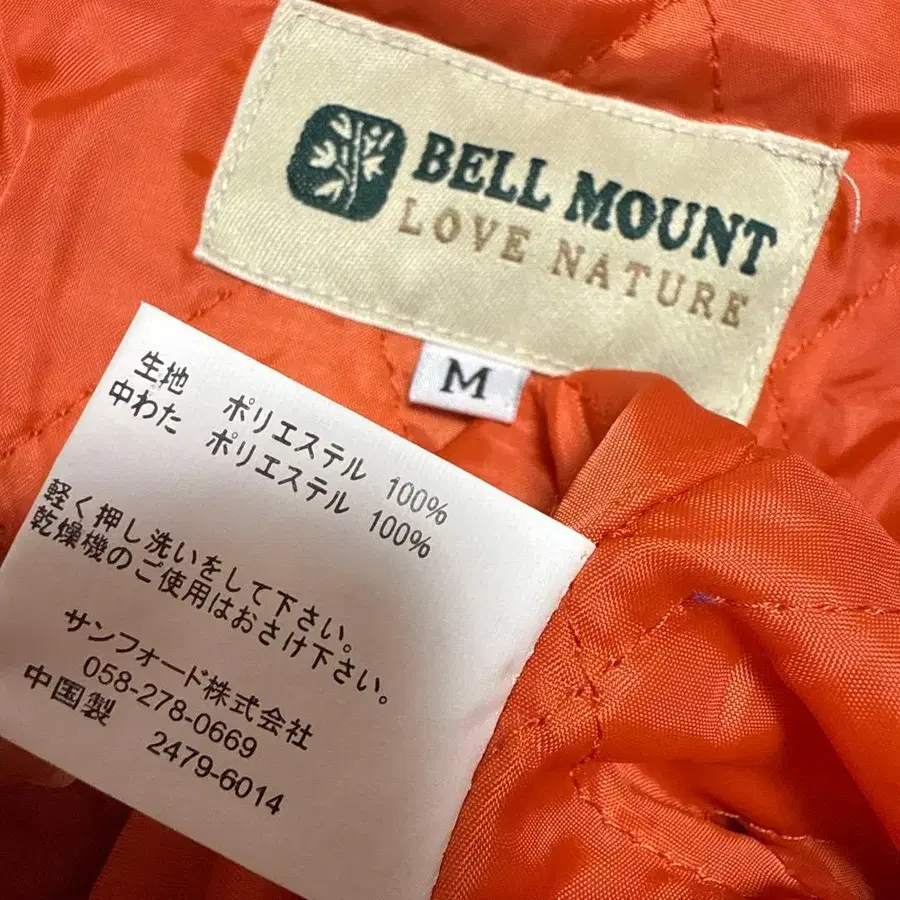 BELL MOUNT
LOVE NATURE
M
生地 ポリエステル 100%
中わた ポリエステル 100%
軽く押し洗いをして下さい。
乾燥機のご使用はおさけ下さい。
サンフォード株式会社
058-278-0669
中国製 2479-6014